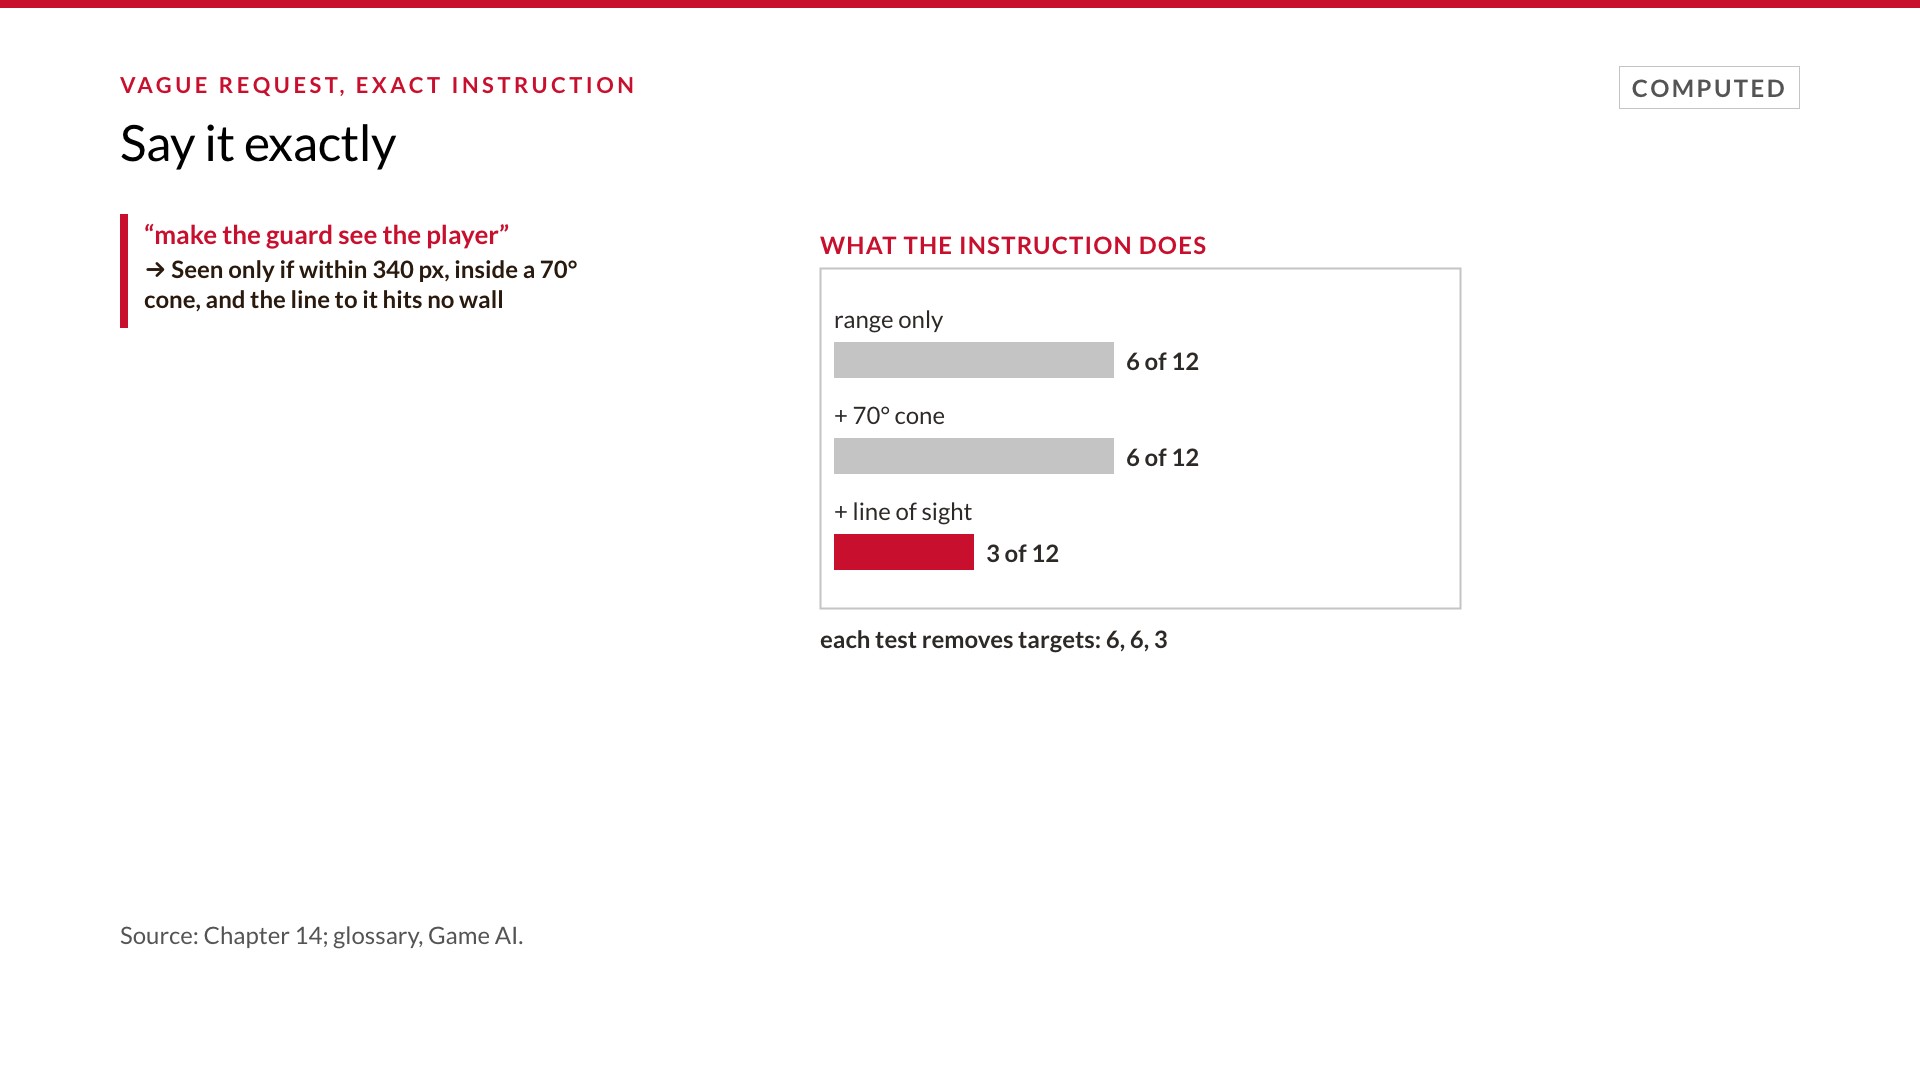 VAGUE REQUEST, EXACT INSTRUCTION
COMPUTED
Say it exactly
“make the guard see the player”
→ Seen only if within 340 px, inside a 70°
cone, and the line to it hits no wall
WHAT THE INSTRUCTION DOES
range only
6 of 12
+ 70° cone
6 of 12
+ line of sight
3 of 12
each test removes targets: 6, 6, 3
Source: Chapter 14; glossary, Game AI.